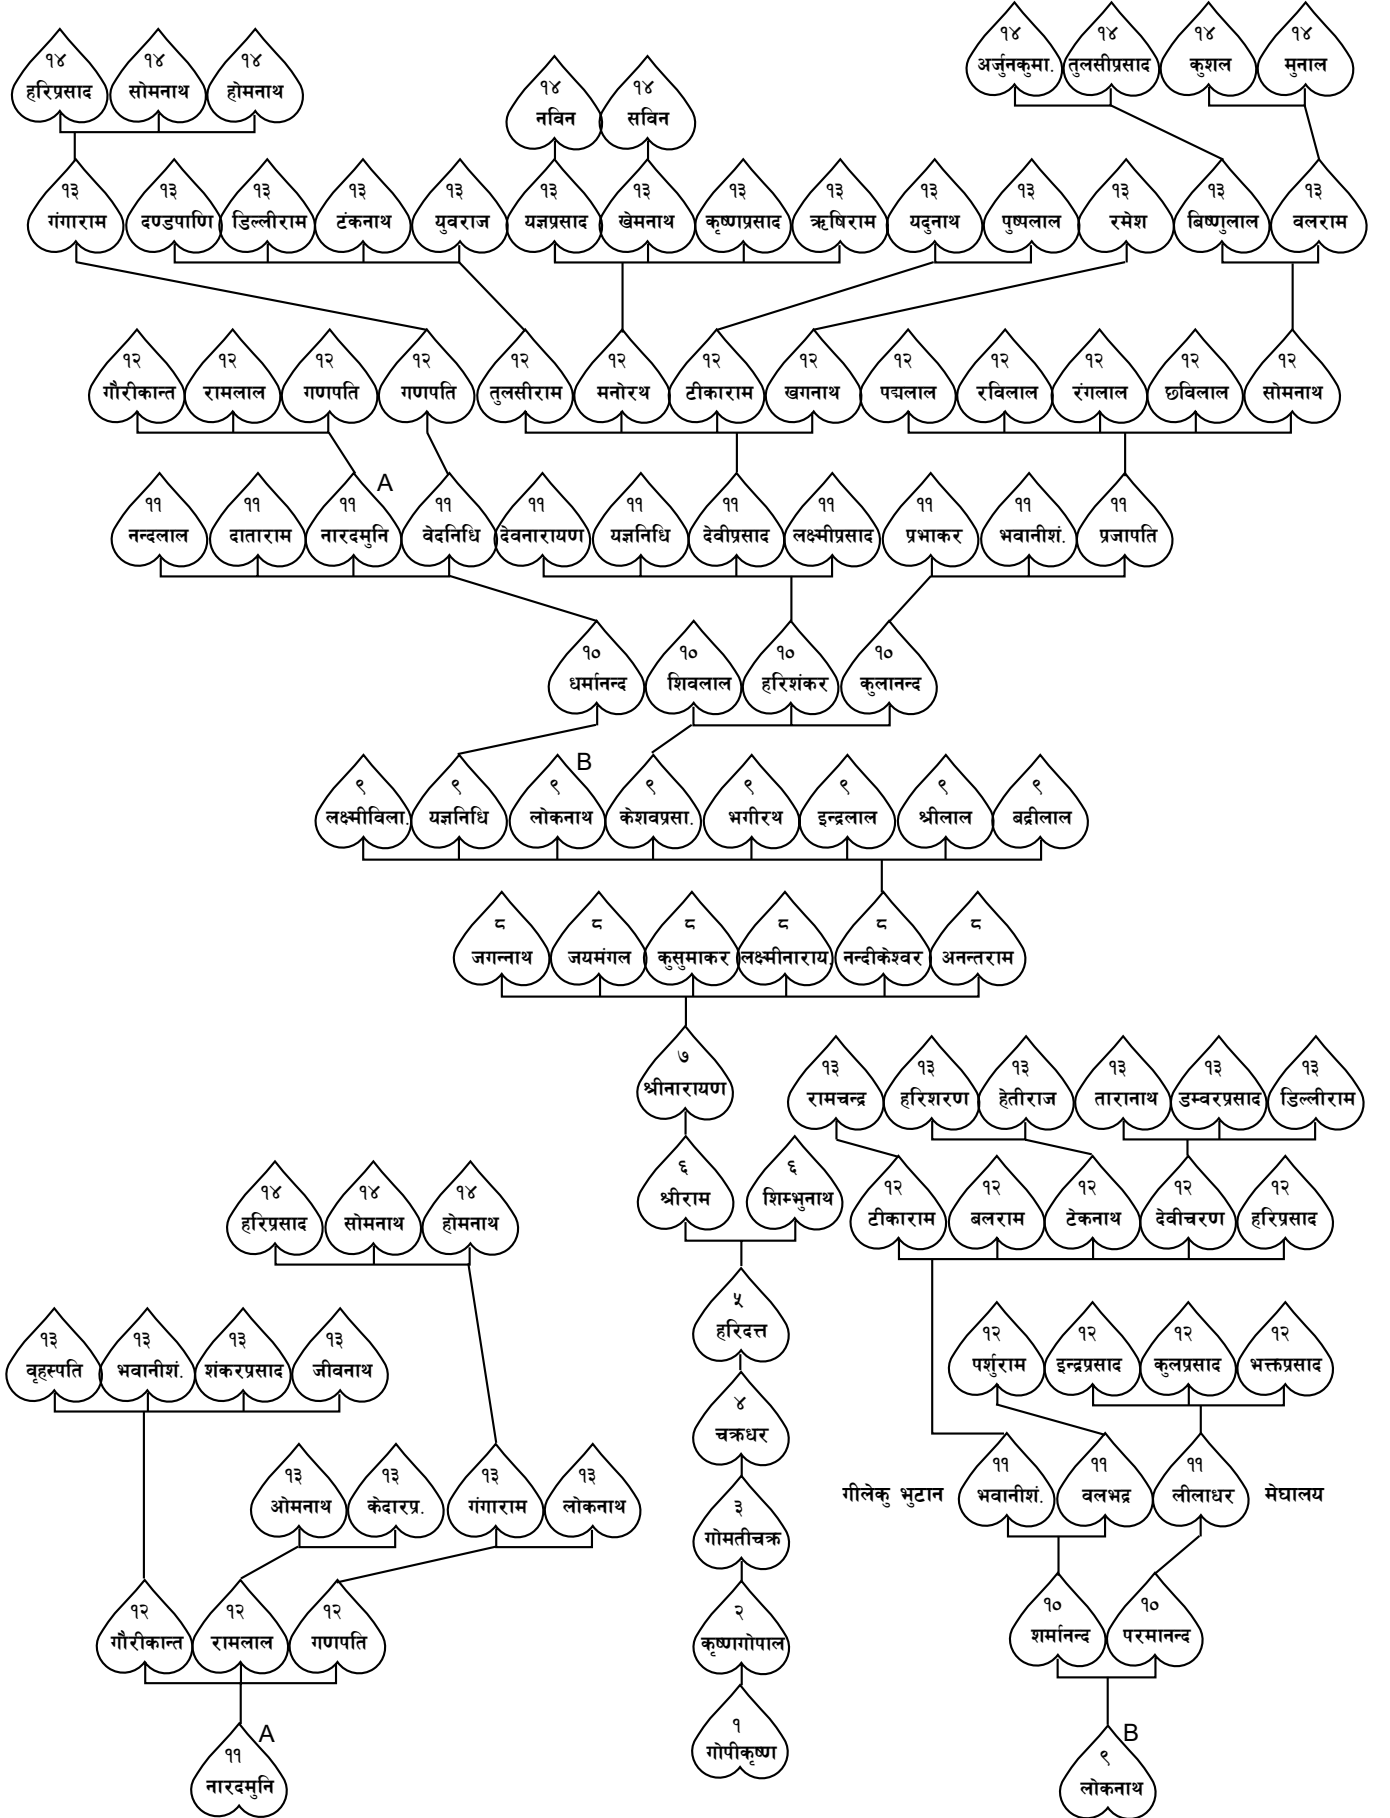 १४ १४ १४ १४
अर्जुनकुमा. तुलसीप्रसाद कुशल मुनाल
१४ १४ १४
हरिप्रसाद सोमनाथ होमनाथ
१४ १४
नविन सविन
१३ १३ १३ १३ १३ १३ १३ १३ १३ १३ १३ १३ १३ १३
गंगाराम दण्डपाणि डिल्लीराम टंकनाथ युवराज यज्ञप्रसाद खेमनाथ कृष्णप्रसाद ऋषिराम यदुनाथ पुष्पलाल रमेश बिष्णुलाल वलराम
१२ १२ १२ १२ १२ १२ १२ १२ १२ १२ १२ १२ १२
गौरीकान्त रामलाल गणपति गणपति तुलसीराम मनोरथ टीकाराम खगनाथ पद्मलाल रविलाल रंगलाल छविलाल सोमनाथ
A
११ ११ ११ ११ ११ ११ ११ ११ ११ ११ ११
नन्दलाल दाताराम नारदमुनि वेदनिधि देवनारायण यज्ञनिधि देवीप्रसाद लक्ष्मीप्रसाद प्रभाकर भवानीशं. प्रजापति
१० १० १० १०
धर्मानन्द शिवलाल हरिशंकर कुलानन्द
B
९ ९ ९ ९ ९ ९ ९ ९
लक्ष्मीविला. यज्ञनिधि लोकनाथ केशवप्रसा. भगीरथ इन्द्रलाल श्रीलाल बद्रीलाल
८ ८ ८ ८ ८ ८
जगन्नाथ जयमंगल कुसुमाकर लक्ष्मीनाराय. नन्दीकेश्वर अनन्तराम
७
श्रीनारायण
१३ १३ १३ १३ १३ १३
रामचन्द्र हरिशरण हेतीराज तारानाथ डम्वरप्रसाद डिल्लीराम
६ ६
श्रीराम शिम्भुनाथ
१२ १२ १२ १२ १२
टीकाराम बलराम टेकनाथ देवीचरण हरिप्रसाद
१४ १४ १४
हरिप्रसाद सोमनाथ होमनाथ
५
हरिदत्त
१३ १३ १३ १३
वृहस्पति भवानीशं. शंकरप्रसाद जीवनाथ
१२ १२ १२ १२
पर्शुराम इन्द्रप्रसाद कुलप्रसाद भक्तप्रसाद
४
चक्रधर
१३ १३ १३ १३
ओमनाथ केदारप्र. गंगाराम लोकनाथ
११ ११ ११
गीलेकु भुटान भवानीशं. वलभद्र लीलाधर मेघालय
३
गोमतीचक्र
१२ १२ १२
गौरीकान्त रामलाल गणपति
२
कृष्णगोपाल
१० १०
शर्मानन्द परमानन्द
१
गोपीकृष्ण
A
११
नारदमुनि
B
९
लोकनाथ